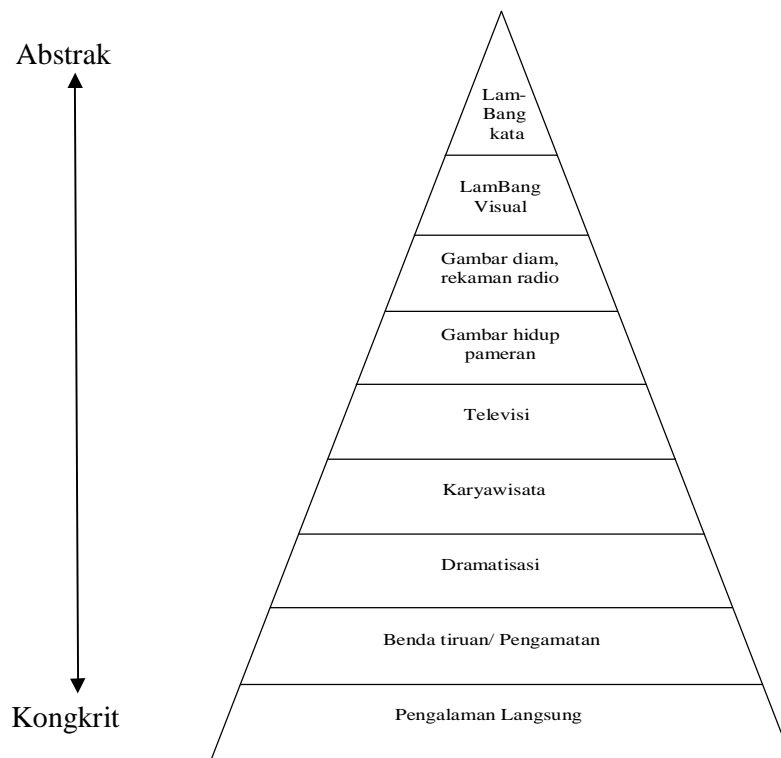 Abstrak
Lam-
Bang
kata
LamBang
Visual
Gambar diam,
rekaman radio
Gambar hidup
pameran
Televisi
Karyawisata
Dramatisasi
Benda tiruan/ Pengamatan
Pengalaman Langsung
Kongkrit